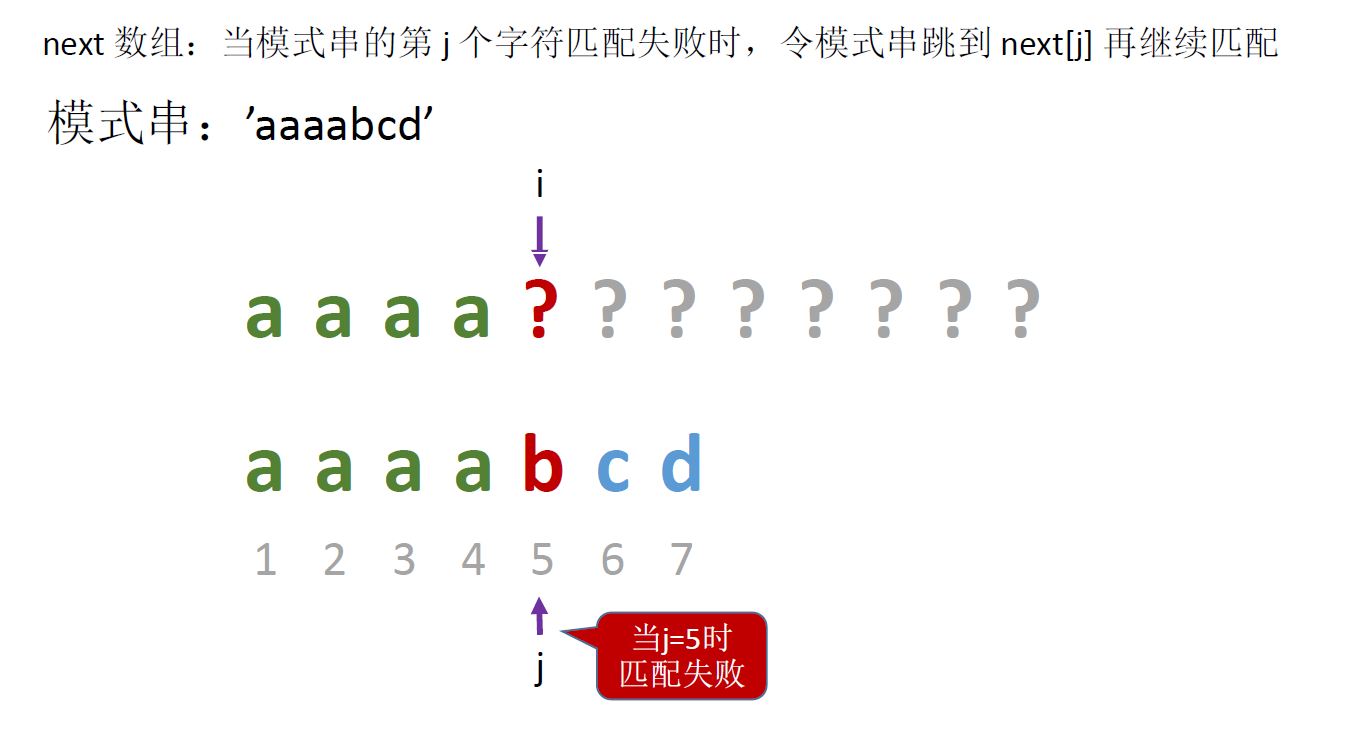 next 数组：当模式串的第 j 个字符匹配失败时，令模式串跳到 next[j] 再继续匹配
模式串：’aaaabcd’
i
a a a a ? ? ? ? ? ? ? ?
a a a a b c d
1 2 3 4 5 6 7
j
当j=5时
匹配失败